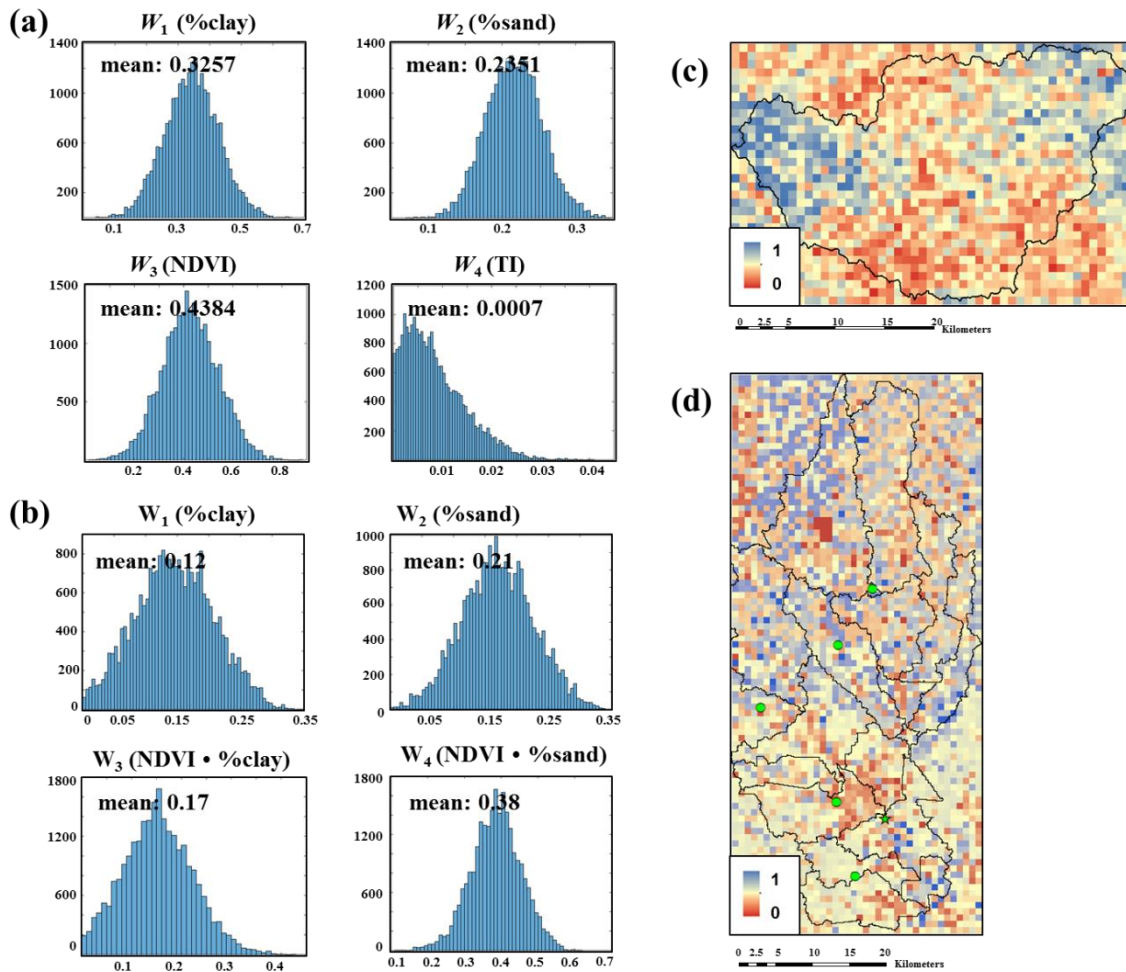 (a)
W1 (%clay)
1400
mean: 0.3257
1000
600
200
0.1 0.3 0.5 0.7
W2 (%sand)
1400
mean: 0.2351
1000
600
200
0.1 0.2 0.3
W3 (NDVI)
1500
mean: 0.4384
1000
500
0.2 0.4 0.6 0.8
W4 (TI)
1200
mean: 0.0007
1000
800
600
400
200
0.01 0.02 0.03 0.04
(b)
W1 (%clay)
800
mean: 0.12
600
400
200
0
0 0.05 0.15 0.25 0.35
W2 (%sand)
1000
mean: 0.21
800
600
400
200
0
0.05 0.15 0.25 0.35
W3 (NDVI • %clay)
1800
mean: 0.17
1200
600
0
0.1 0.2 0.3 0.4
W4 (NDVI • %sand)
1800
mean: 0.38
1200
600
0
0.1 0.2 0.3 0.4 0.5 0.6 0.7
(c)
1
0
0 2.5 5 10 15 20
Kilometers
(d)
1
0
0 2.5 5 10 15 20
Kilometers